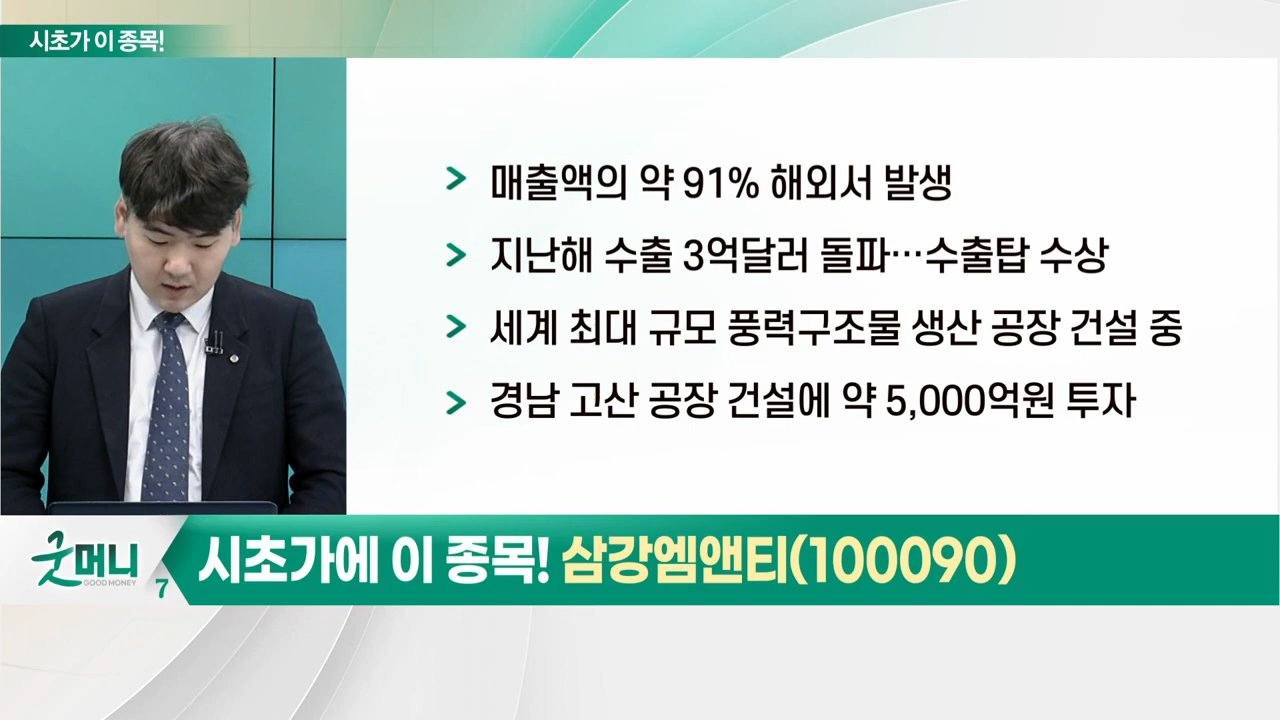 시초가 이 종목!
> 매출액의 약 91% 해외서 발생
> 지난해 수출 3억달러 돌파…수출탑 수상
> 세계 최대 규모 풍력구조물 생산 공장 건설 중
> 경남 고산 공장 건설에 약 5,000억원 투자
굿머니
GOOD MONEY
7
시초가에 이 종목! 삼강엠앤티(100090)